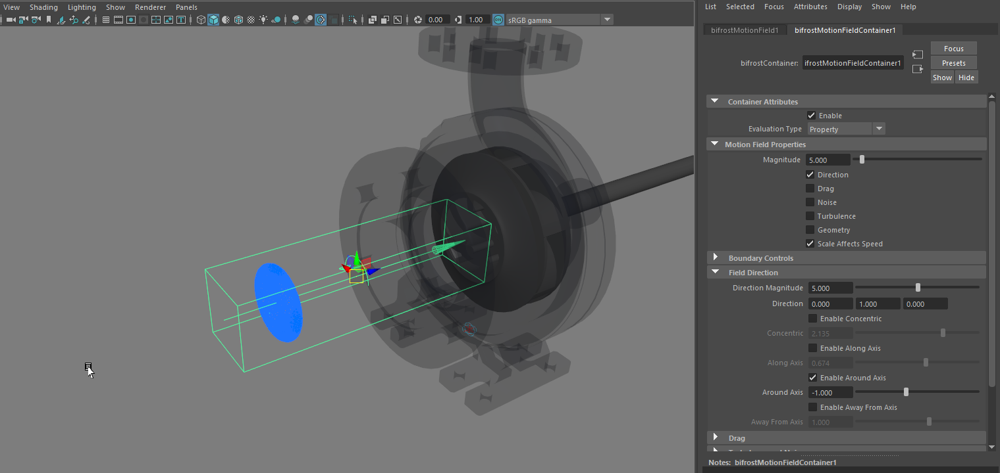 View Shading Lighting Show Renderer Panels
0.00 1.00 ON sRGB gamma
List Selected Focus Attributes Display Show Help
bifrostMotionField1 bifrostMotionFieldContainer1
bifrostContainer: ifrostMotionFieldContainer1
Focus
Presets
Show Hide
Container Attributes
Enable
Evaluation Type Property
Motion Field Properties
Magnitude 5.000
Direction
Drag
Noise
Turbulence
Geometry
Scale Affects Speed
Boundary Controls
Field Direction
Direction Magnitude 5.000
Direction 0.000 1.000 0.000
Enable Concentric
Concentric 2.135
Enable Along Axis
Along Axis 0.674
Enable Around Axis
Around Axis -1.000
Enable Away From Axis
Away From Axis 1.000
Drag
Notes: bifrostMotionFieldContainer1